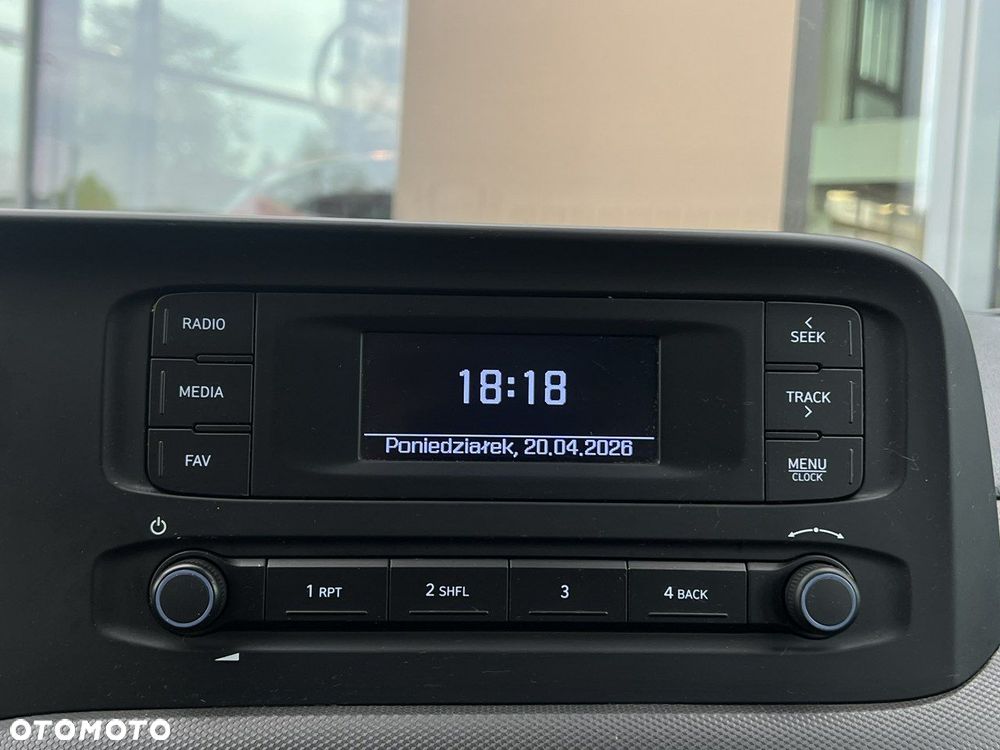 RADIO
MEDIA
FAV
18:18
Poniedziałek, 20.04.2026
SEEK
TRACK
MENU
CLOCK
1 RPT
2 SHFL
3
4 BACK
OTOMOTO